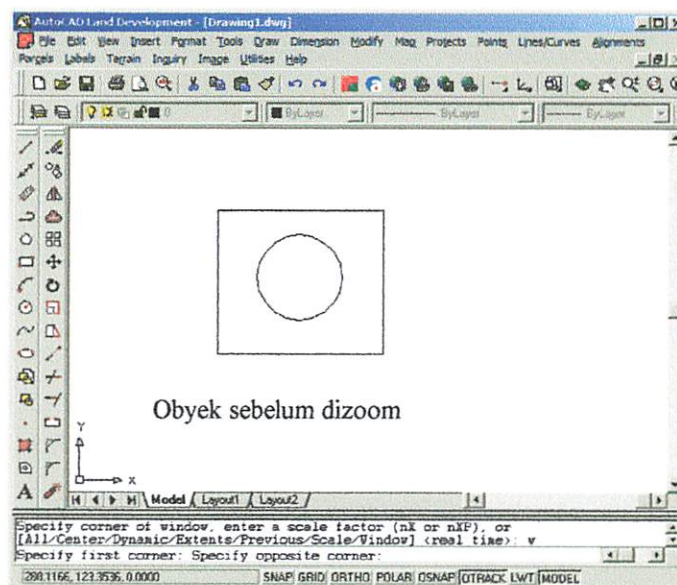 AutoCAD Land Development - [Drawing1.dwg]
File Edit View Insert Format Tools Draw Dimension Modify Map Projects Points Lines/Curves Alignments
Parcels Labels Terrain Inquiry Image Utilities Help
0 ByLayer ByLayer ByLayer
Obyek sebelum dizoom
Y
X
A
Model Layout1 Layout2
Specify corner of window, enter a scale factor (nX or nXP), or
[All/Center/Dynamic/Extents/Previous/Scale/Window] <real time>: w
Specify first corner: Specify opposite corner:
288.1166, 123.3536, 0.0000 SNAP GRID ORTHO POLAR OSNAP OTRACK LWT MODEL